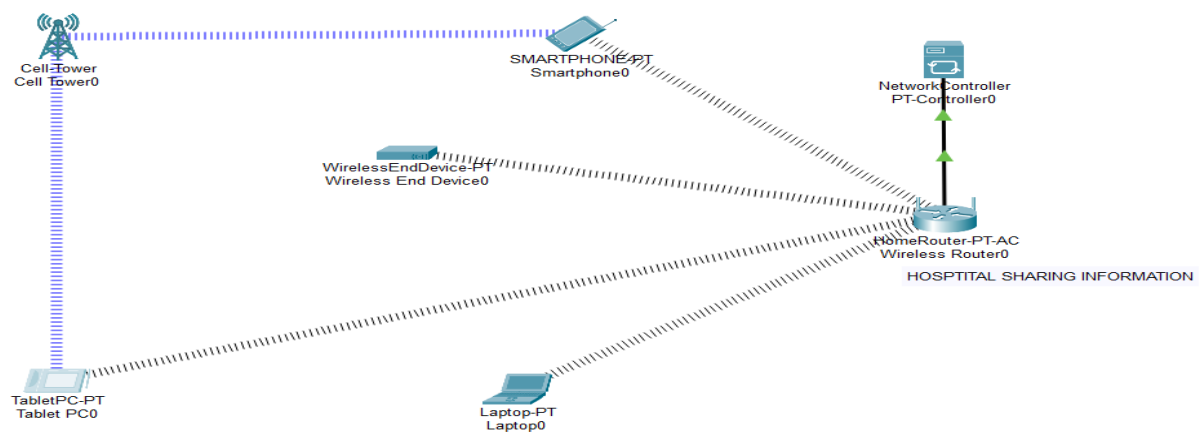 Cell-Tower
Cell Tower0
SMARTPHONE-PT
Smartphone0
NetworkController
PT-Controller0
WirelessEndDevice-PT
Wireless End Device0
HomeRouter-PT-AC
Wireless Router0
HOSPTITAL SHARING INFORMATION
TabletPC-PT
Tablet PC0
Laptop-PT
Laptop0